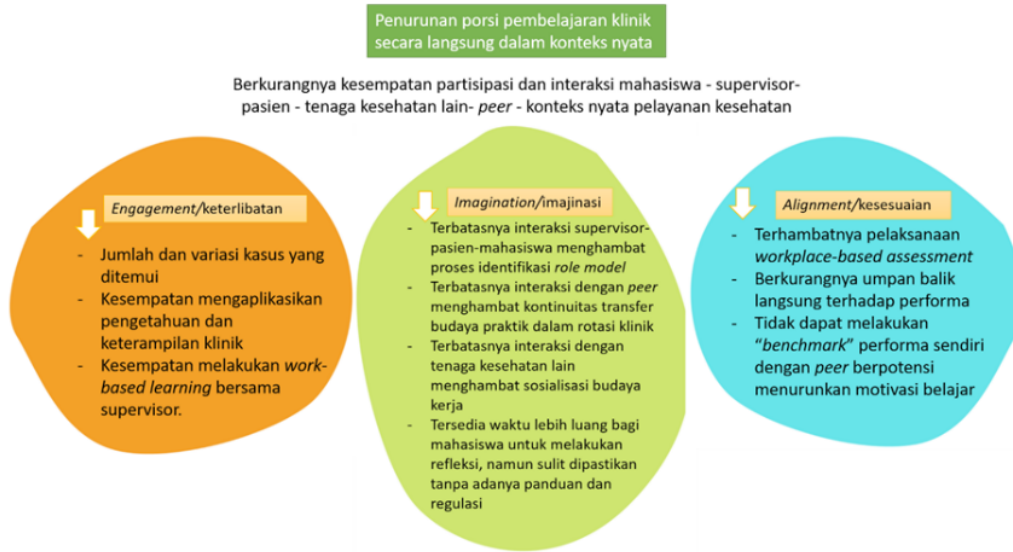 Penurunan porsi pembelajaran klinik
secara langsung dalam konteks nyata
Berkurangnya kesempatan partisipasi dan interaksi mahasiswa - supervisor-
pasien - tenaga kesehatan lain- peer - konteks nyata pelayanan kesehatan
Engagement/keterlibatan
- Jumlah dan variasi kasus yang
ditemui
- Kesempatan mengaplikasikan
pengetahuan dan
keterampilan klinik
- Kesempatan melakukan work-
based learning bersama
supervisor.
Imagination/imajinasi
- Terbatasnya interaksi supervisor-
pasien-mahasiswa menghambat
proses identifikasi role model
- Terbatasnya interaksi dengan peer
menghambat kontinuitas transfer
budaya praktik dalam rotasi klinik
- Terbatasnya interaksi dengan
tenaga kesehatan lain
menghambat sosialisasi budaya
kerja
- Tersedia waktu lebih luang bagi
mahasiswa untuk melakukan
refleksi, namun sulit dipastikan
tanpa adanya panduan dan
regulasi
Alignment/kesesuaian
- Terhambatnya pelaksanaan
workplace-based assessment
- Berkurangnya umpan balik
langsung terhadap performa
- Tidak dapat melakukan
“benchmark” performa sendiri
dengan peer berpotensi
menurunkan motivasi belajar